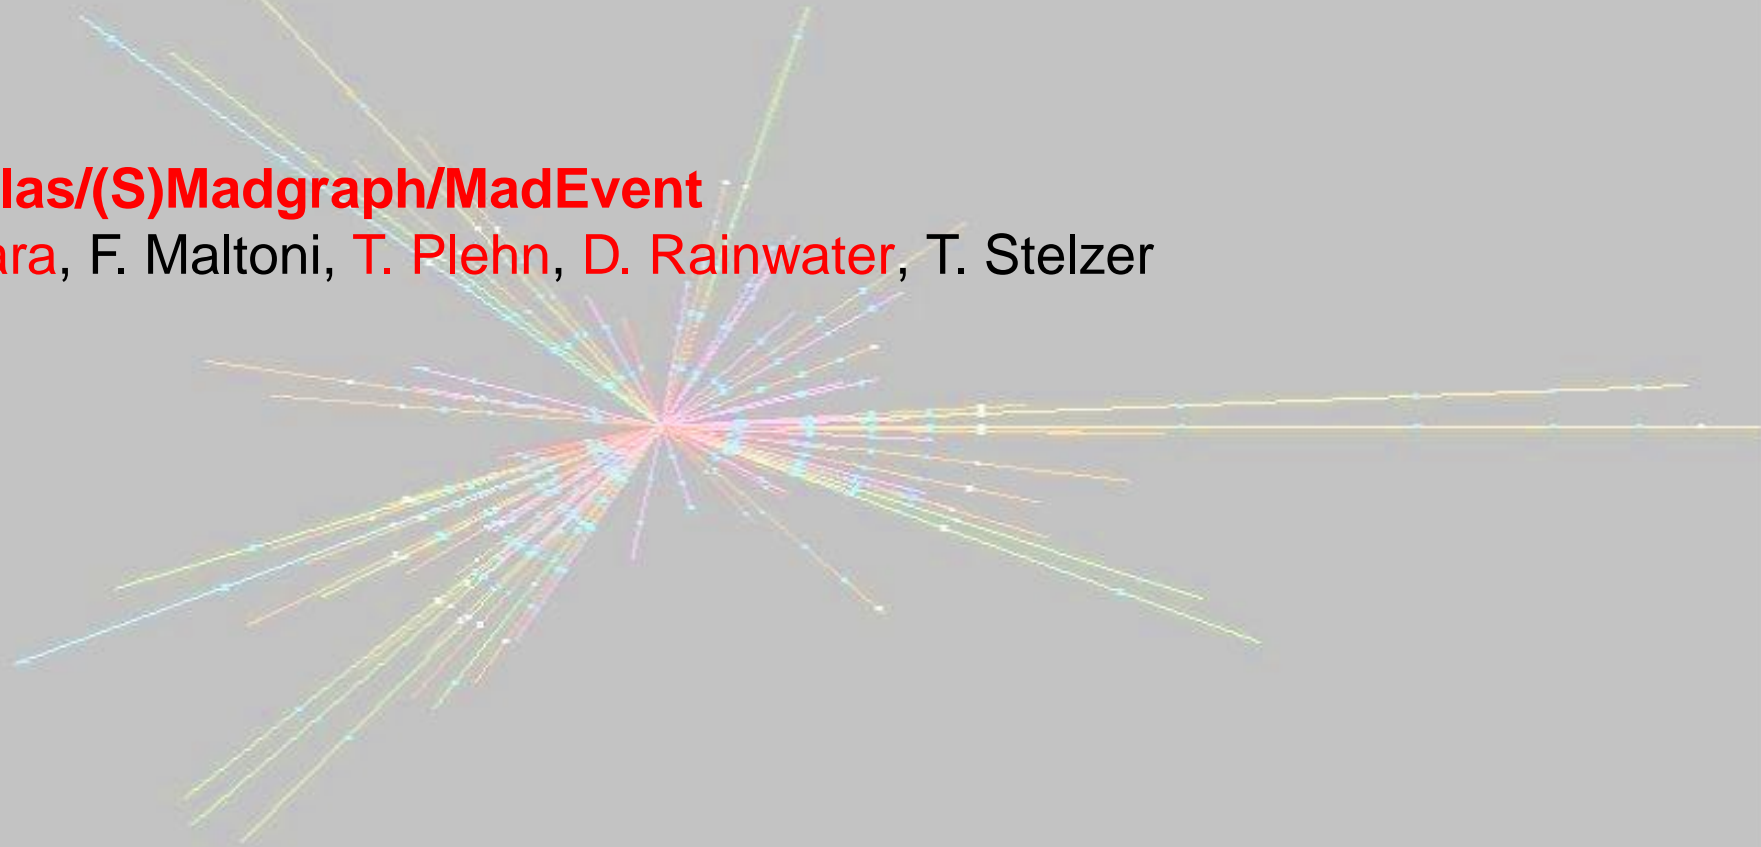 las/(S)Madgraph/MadEvent
ara, F. Maltoni, T. Plehn, D. Rainwater, T. Stelzer